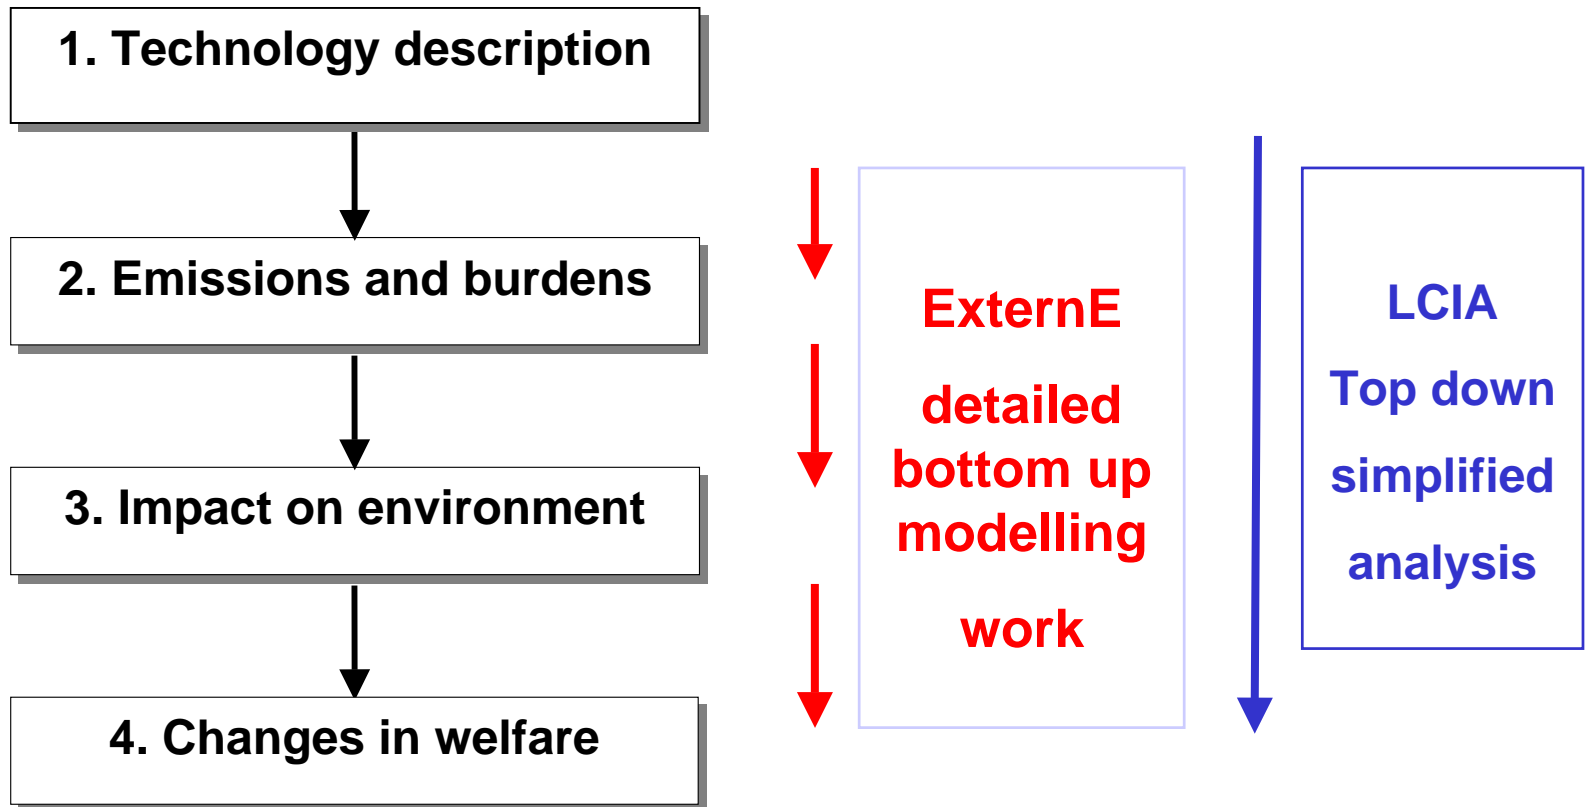 1. Technology description
2. Emissions and burdens
3. Impact on environment
4. Changes in welfare
ExternE
detailed
bottom up
modelling
work
LCIA
Top down
simplified
analysis